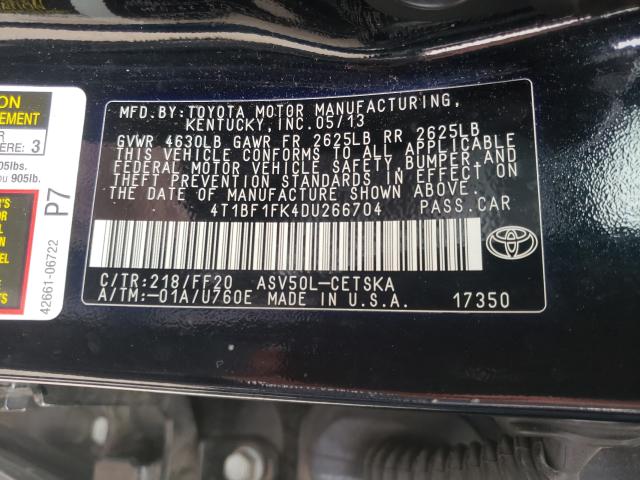 MFD.BY:TOYOTA MOTOR MANUFACTURING,
KENTUCKY, INC.05/13
GVWR 4630LB GAWR FR 2625LB RR 2625LB
THIS VEHICLE CONFORMS TO ALL APPLICABLE
FEDERAL MOTOR VEHICLE SAFETY, BUMPER, AND
THEFT PREVENTION STANDARDS IN EFFECT ON
THE DATE OF MANUFACTURE SHOWN ABOVE.
4T1BF1FK4DU266704 PASS.CAR
C/TR:218/FF20 ASV50L-CETSKA
A/TM:-01A/U760E MADE IN U.S.A. 17350
TOYOTA
3
905lb.
P7
42661-06722